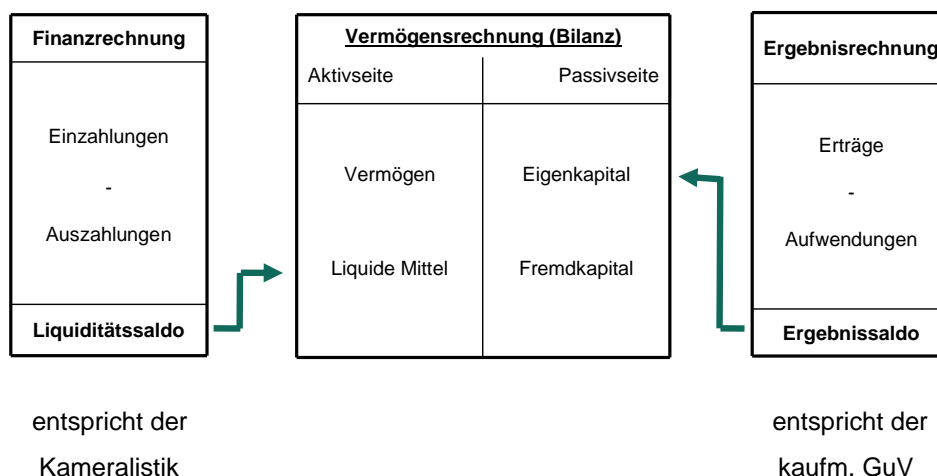 Finanzrechnung
Einzahlungen
-
Auszahlungen
Liquiditätssaldo
entspricht der
Kameralistik
Vermögensrechnung (Bilanz)
Aktivseite Passivseite
Vermögen Eigenkapital
Liquide Mittel Fremdkapital
Ergebnisrechnung
Erträge
-
Aufwendungen
Ergebnissaldo
entspricht der
kaufm. GuV